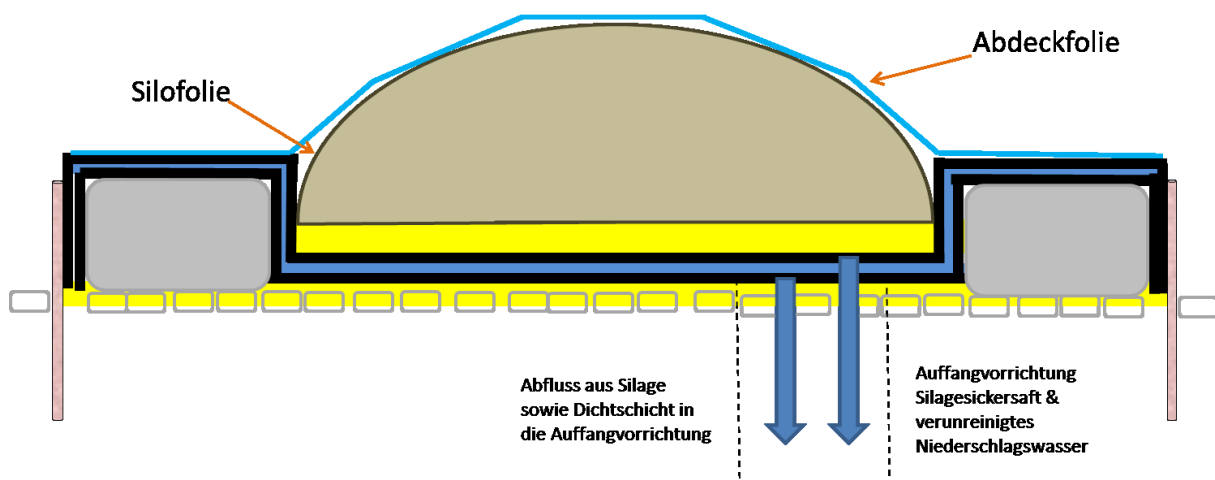 Abdeckfolie
Silofolie
Abfluss aus Silage
sowie Dichtschicht in
die Auffangvorrichtung
Auffangvorrichtung
Silagesickersaft &
verunreinigtes
Niederschlagswasser